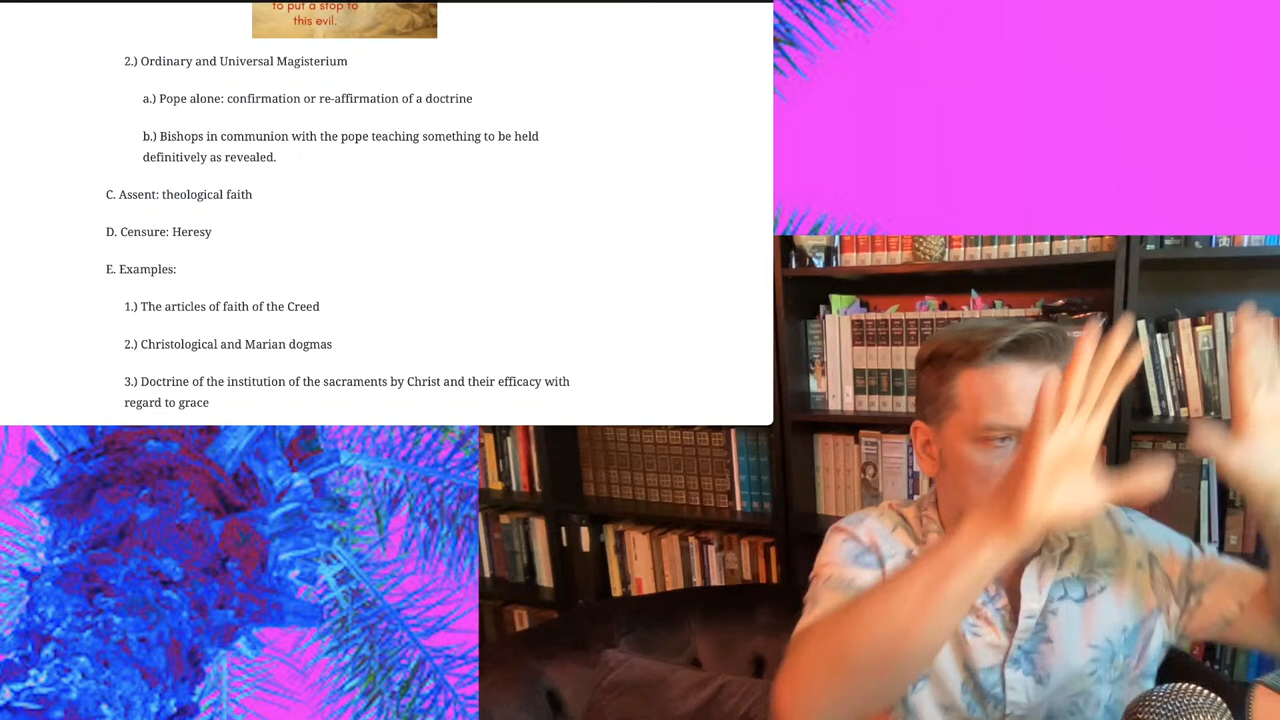 to put a stop to
this evil.
2.) Ordinary and Universal Magisterium
a.) Pope alone: confirmation or re-affirmation of a doctrine
b.) Bishops in communion with the pope teaching something to be held
definitively as revealed.
C. Assent: theological faith
D. Censure: Heresy
E. Examples:
1.) The articles of faith of the Creed
2.) Christological and Marian dogmas
3.) Doctrine of the institution of the sacraments by Christ and their efficacy with
regard to grace